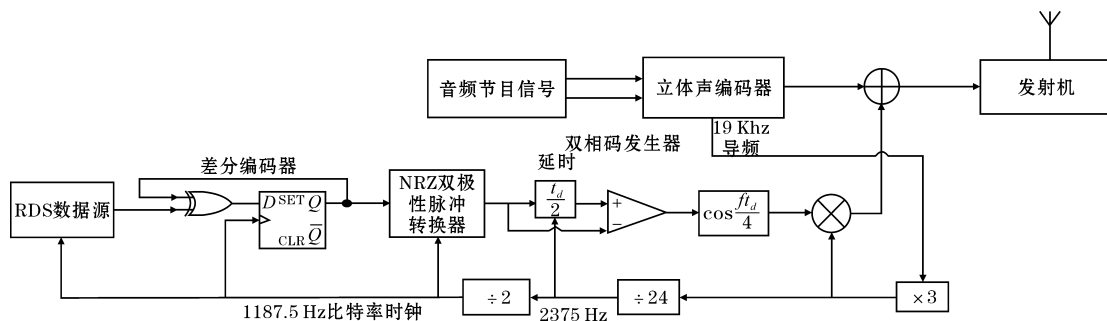 音频节目信号
立体声编码器
发射机
19 Khz
导频
双相码发生器
延时
差分编码器
RDS数据源
D SET Q
CLR Q̅
NRZ双极
性脉冲
转换器
t_d/2
+
−
cos ft_d/4
÷2
÷24
×3
1187.5 Hz比特率时钟
2375 Hz